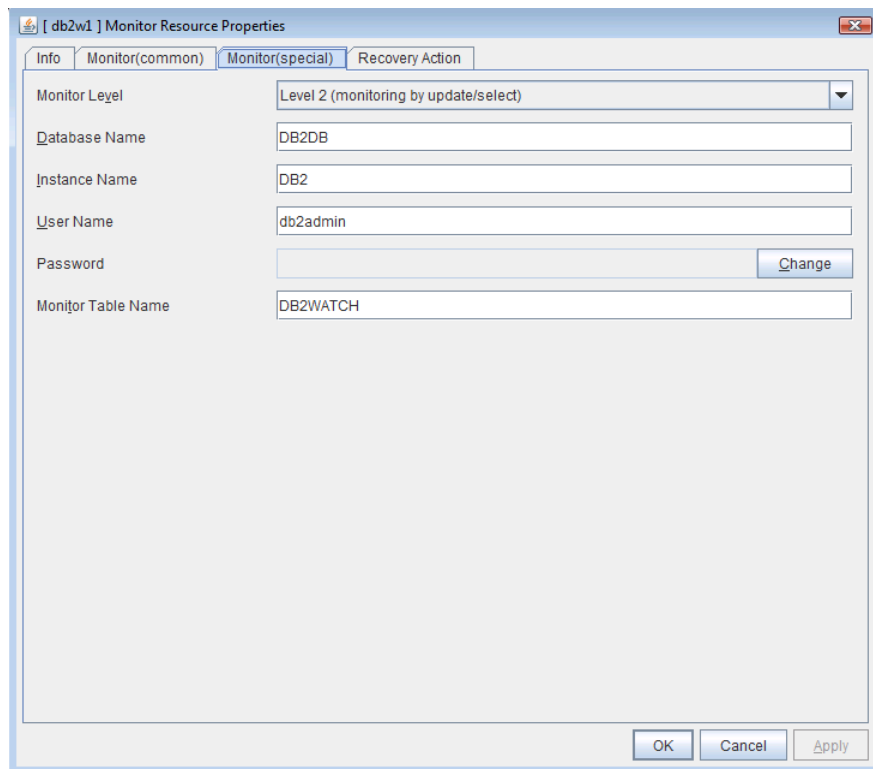 [ db2w1 ] Monitor Resource Properties
Info Monitor(common) Monitor(special) Recovery Action
Monitor Level Level 2 (monitoring by update/select)
Database Name DB2DB
Instance Name DB2
User Name db2admin
Password Change
Monitor Table Name DB2WATCH
OK Cancel Apply